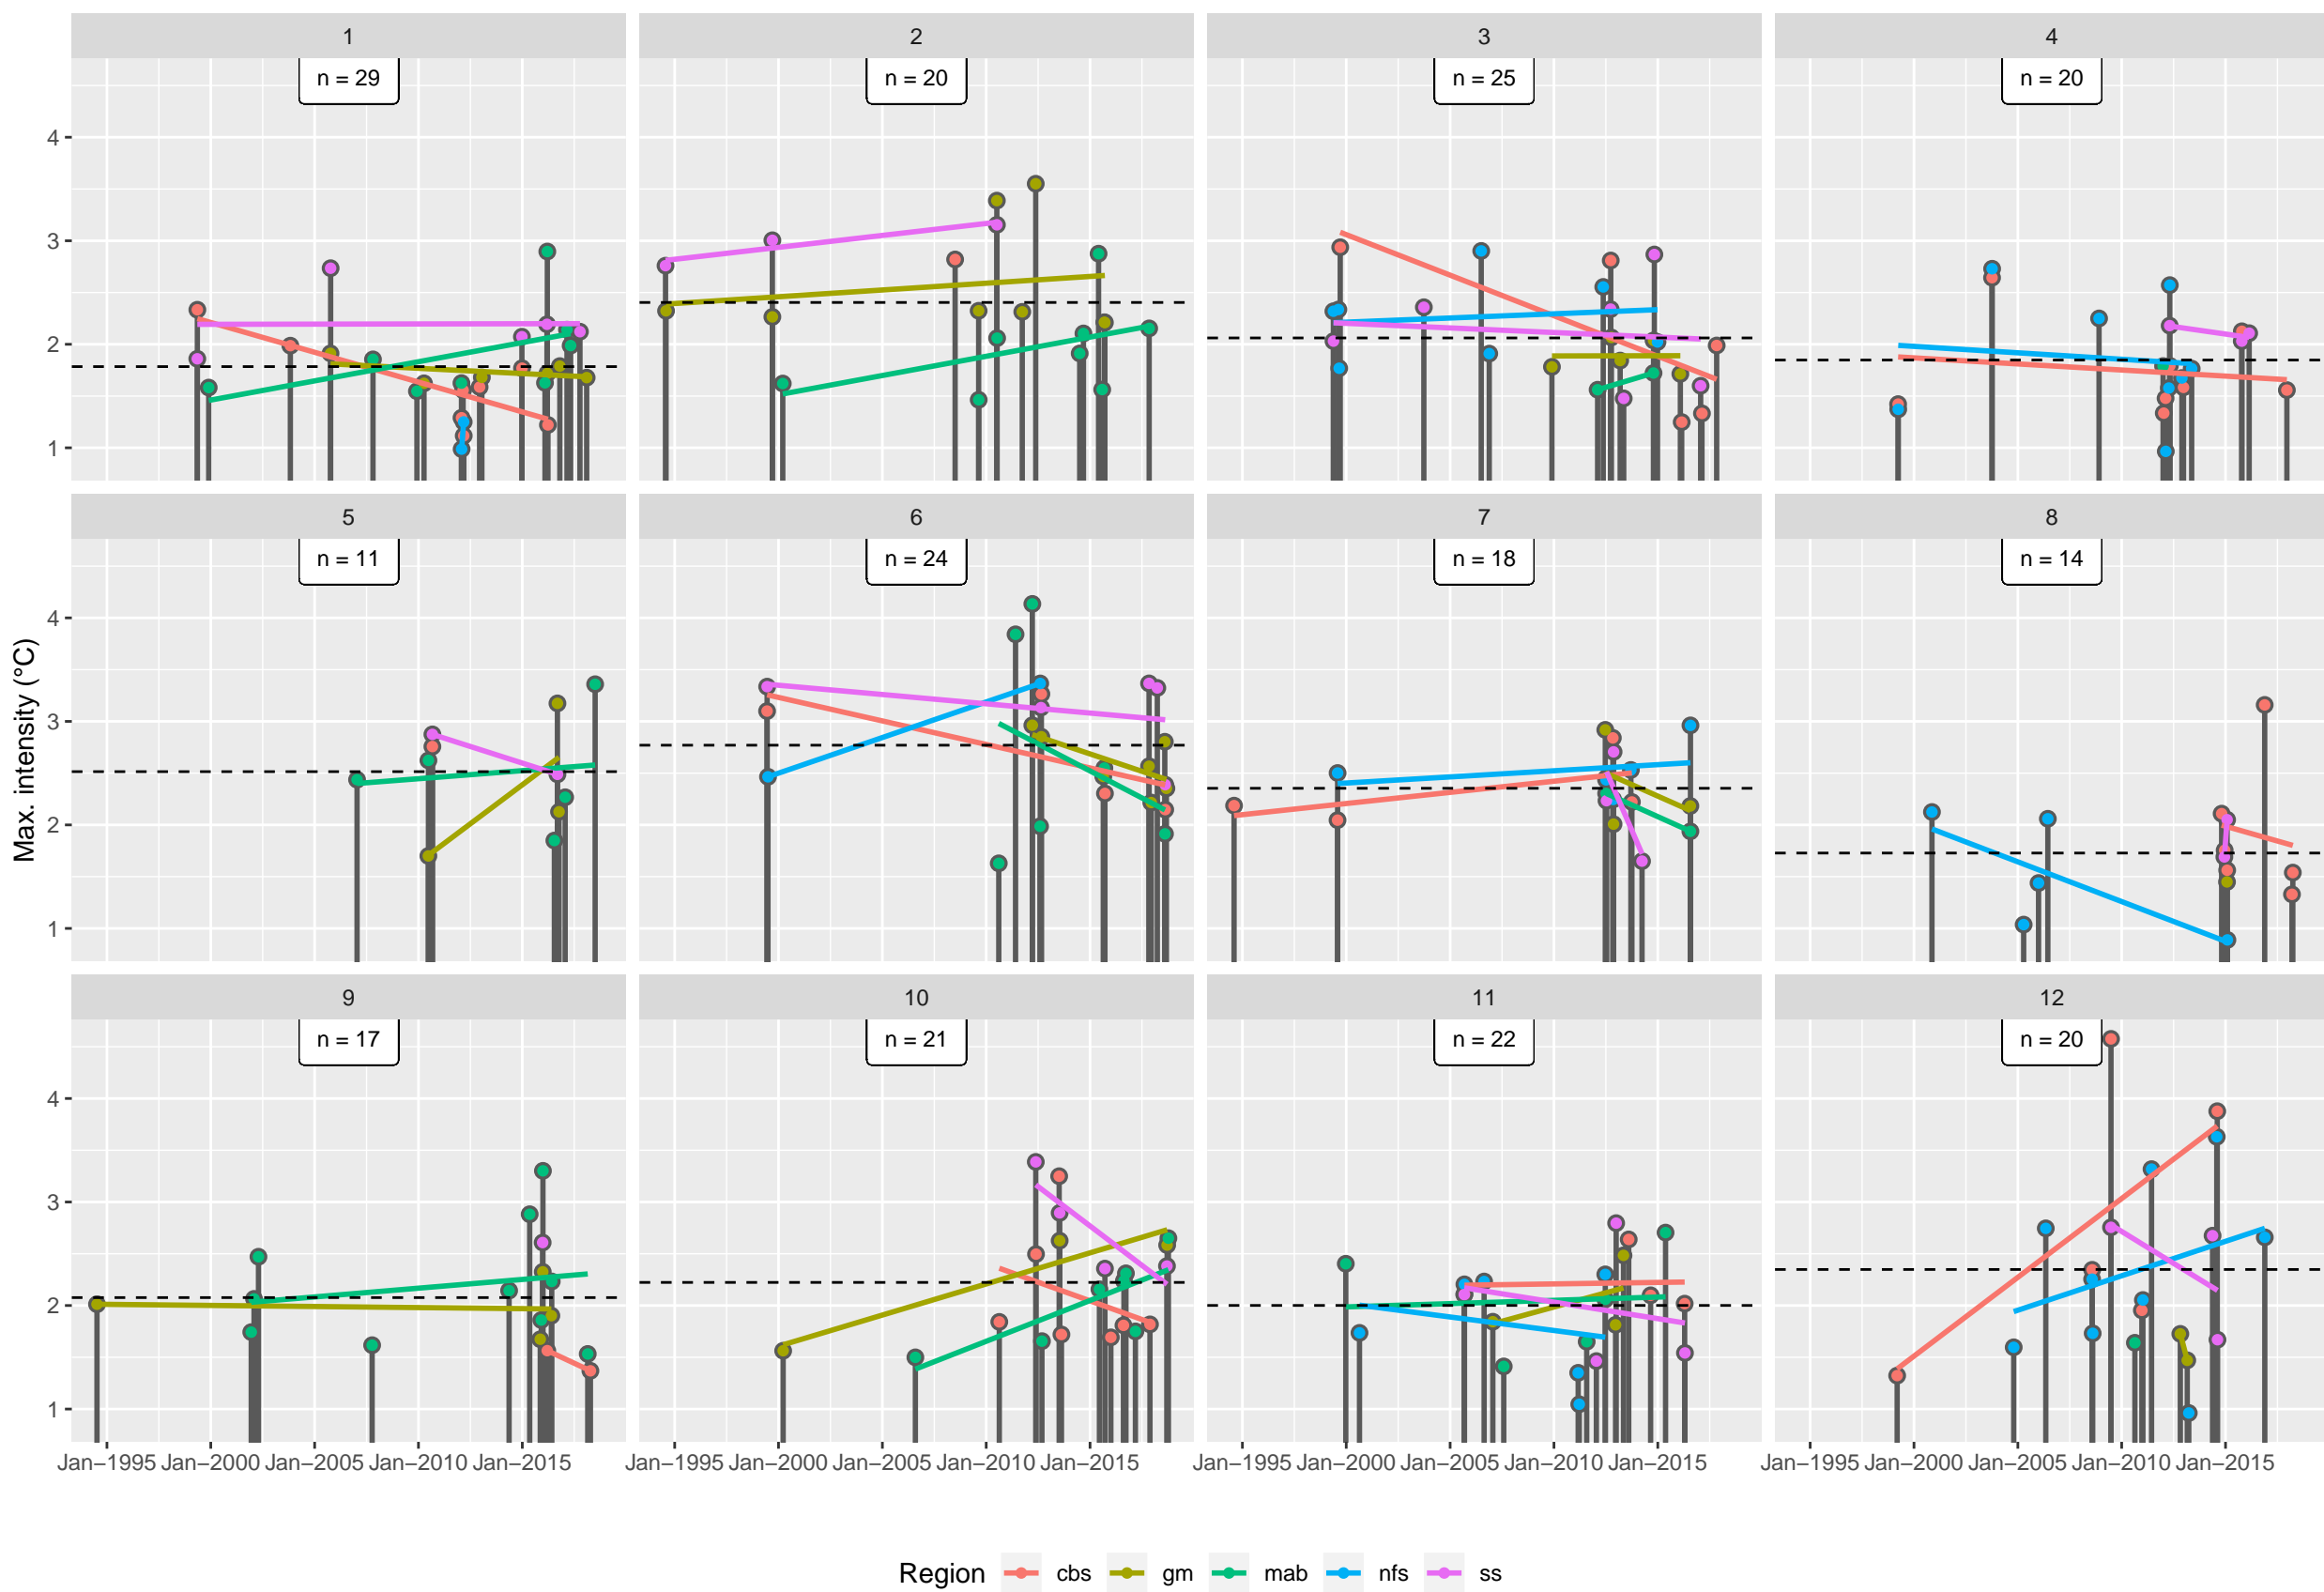 1 2 3 4
n = 29 n = 20 n = 25 n = 20
4
3
2
1
5 6 7 8
n = 11 n = 24 n = 18 n = 14
Max. intensity (°C)
4
3
2
1
9 10 11 12
n = 17 n = 21 n = 22 n = 20
4
3
2
1
Jan−1995 Jan−2000 Jan−2005 Jan−2010 Jan−2015 Jan−1995 Jan−2000 Jan−2005 Jan−2010 Jan−2015 Jan−1995 Jan−2000 Jan−2005 Jan−2010 Jan−2015 Jan−1995 Jan−2000 Jan−2005 Jan−2010 Jan−2015
Region cbs gm mab nfs ss